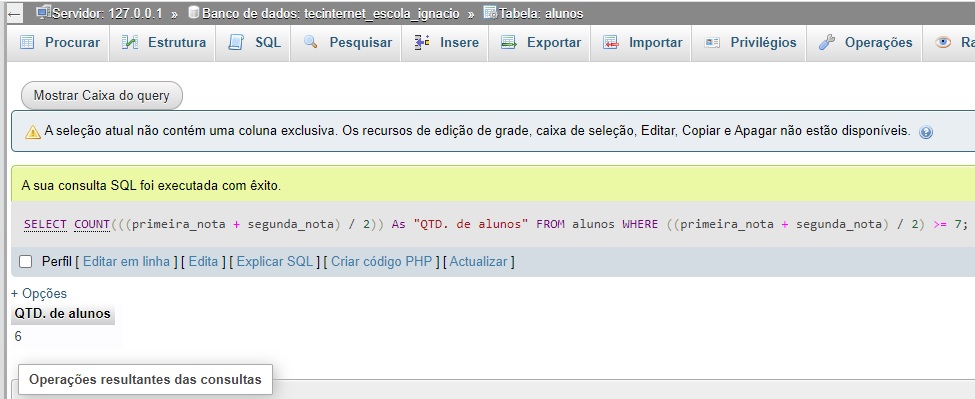 Servidor: 127.0.0.1 » Banco de dados: tecinternet_escola_ignacio » Tabela: alunos
Procurar Estrutura SQL Pesquisar Insere Exportar Importar Privilégios Operações
Mostrar Caixa do query
A seleção atual não contém uma coluna exclusiva. Os recursos de edição de grade, caixa de seleção, Editar, Copiar e Apagar não estão disponíveis.
A sua consulta SQL foi executada com êxito.
SELECT COUNT(((primeira_nota + segunda_nota) / 2)) As "QTD. de alunos" FROM alunos WHERE ((primeira_nota + segunda_nota) / 2) >= 7;
Perfil [ Editar em linha ] [ Edita ] [ Explicar SQL ] [ Criar código PHP ] [ Actualizar ]
+ Opções
QTD. de alunos
6
Operações resultantes das consultas